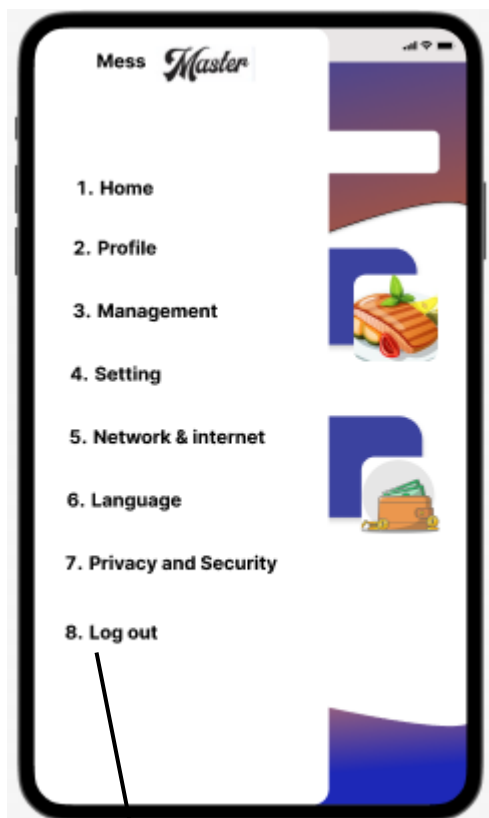 Mess Master
1. Home
2. Profile
3. Management
4. Setting
5. Network & internet
6. Language
7. Privacy and Security
8. Log out